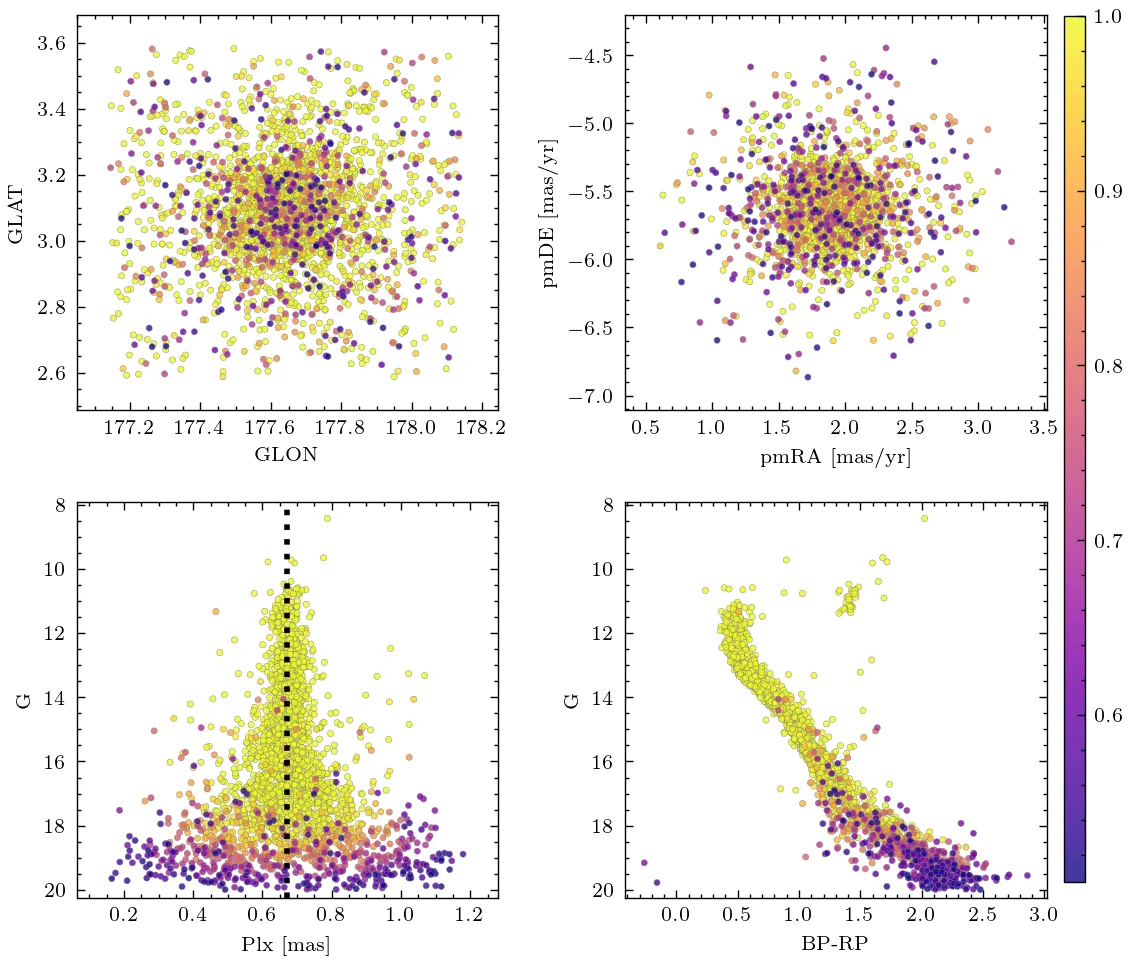 3.6
3.4
3.2
3.0
2.8
2.6
GLAT
177.2 177.4 177.6 177.8 178.0 178.2
GLON
−4.5
−5.0
−5.5
−6.0
−6.5
−7.0
pmDE [mas/yr]
0.5 1.0 1.5 2.0 2.5 3.0 3.5
pmRA [mas/yr]
8
10
12
14
16
18
20
G
0.2 0.4 0.6 0.8 1.0 1.2
Plx [mas]
8
10
12
14
16
18
20
G
0.0 0.5 1.0 1.5 2.0 2.5 3.0
BP-RP
1.0
0.9
0.8
0.7
0.6